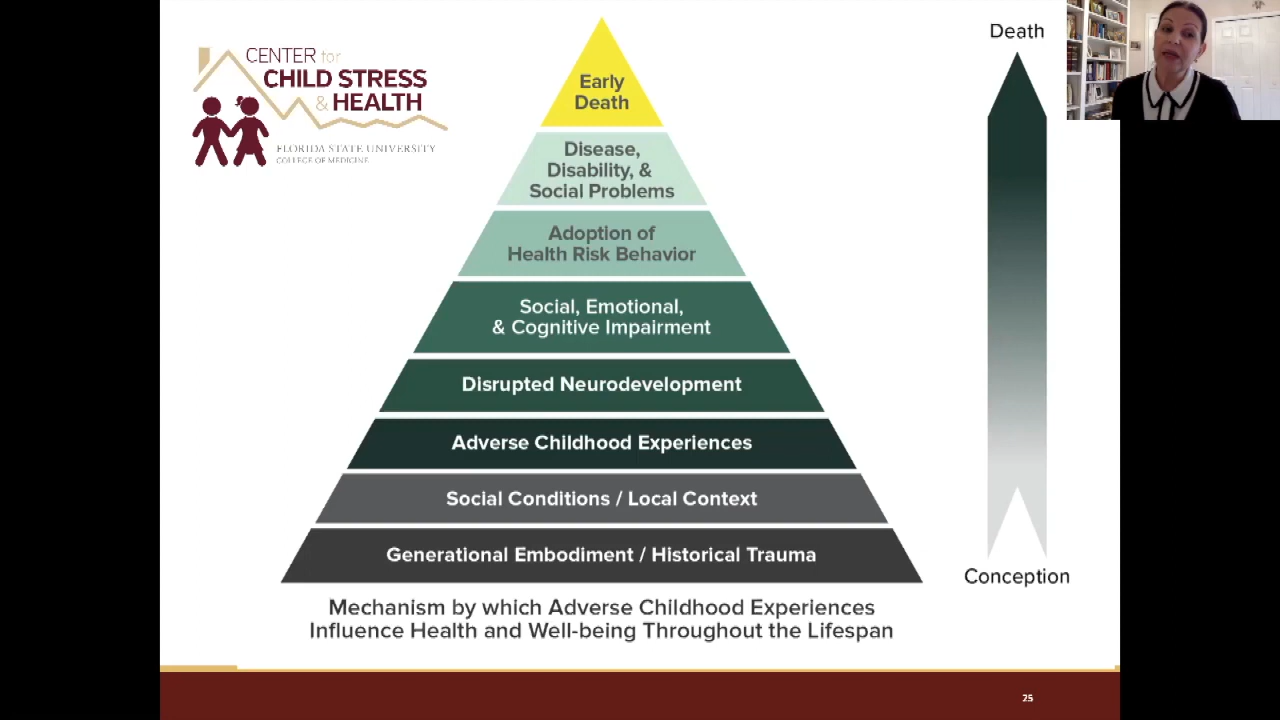 CENTER for
CHILD STRESS
& HEALTH
FLORIDA STATE UNIVERSITY
COLLEGE OF MEDICINE
Early
Death
Disease,
Disability, &
Social Problems
Adoption of
Health Risk Behavior
Social, Emotional,
& Cognitive Impairment
Disrupted Neurodevelopment
Adverse Childhood Experiences
Social Conditions / Local Context
Generational Embodiment / Historical Trauma
Mechanism by which Adverse Childhood Experiences
Influence Health and Well-being Throughout the Lifespan
Death
Conception
25